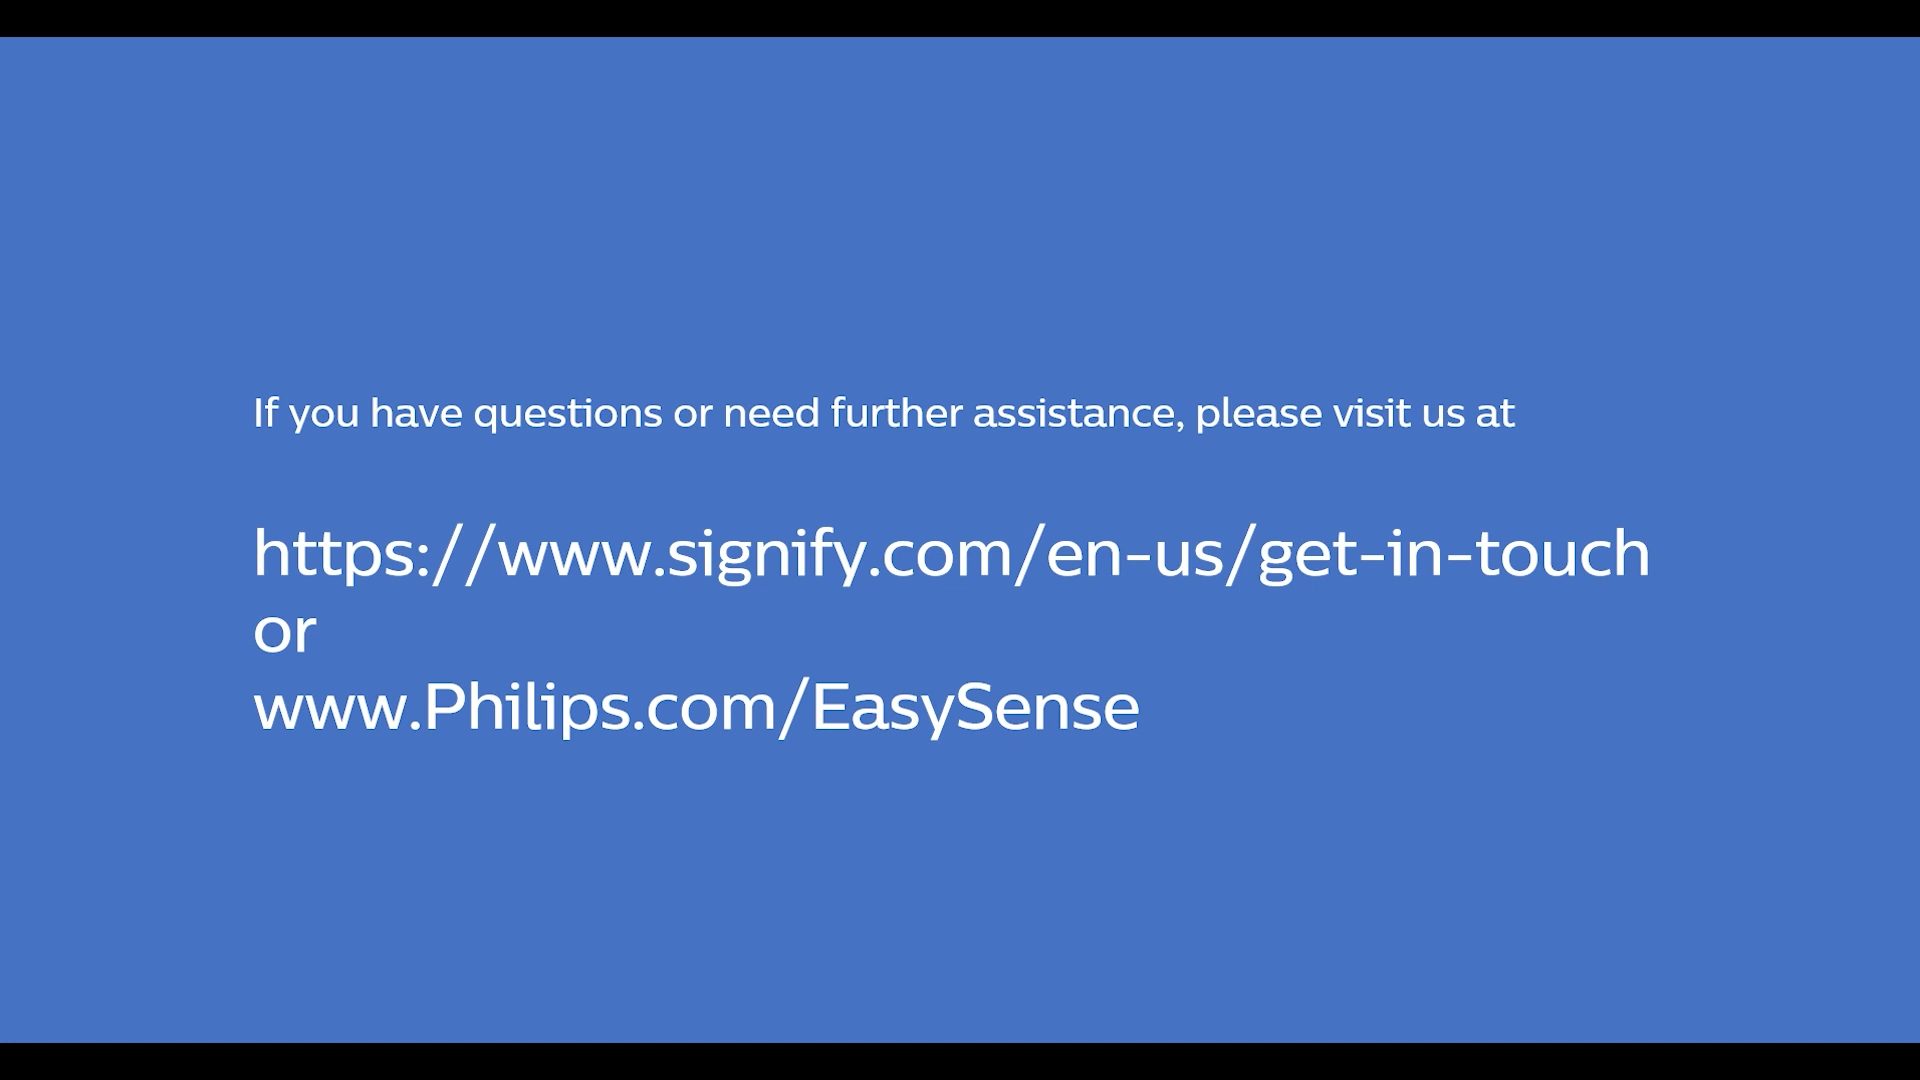 If you have questions or need further assistance, please visit us at
https://www.signify.com/en-us/get-in-touch
or
www.Philips.com/EasySense